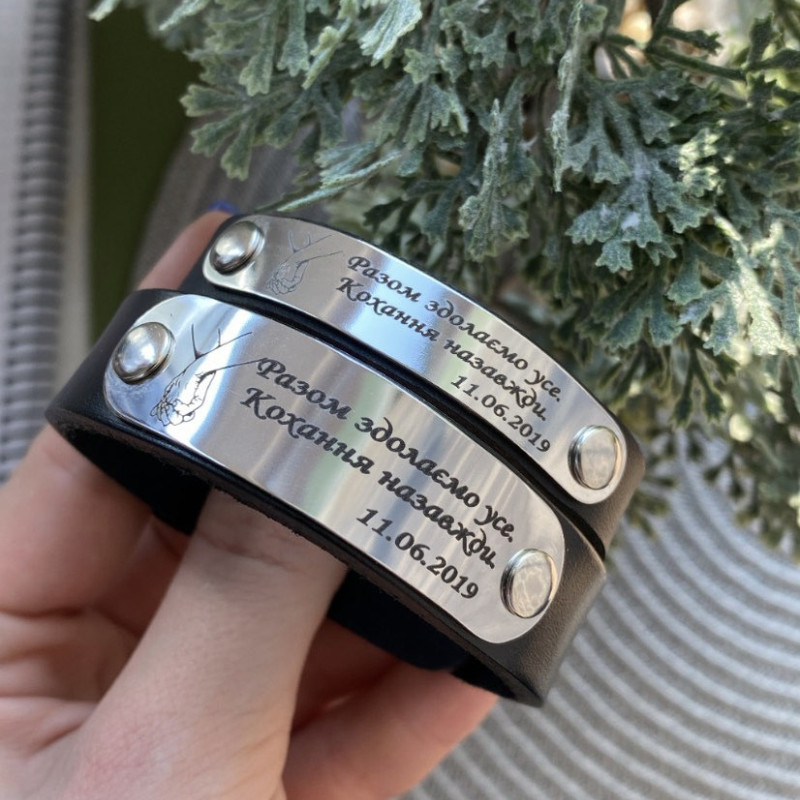 Разом здолаємо усе.
Кохання назавжди.
11.06.2019
Разом здолаємо усе.
Кохання назавжди.
11.06.2019